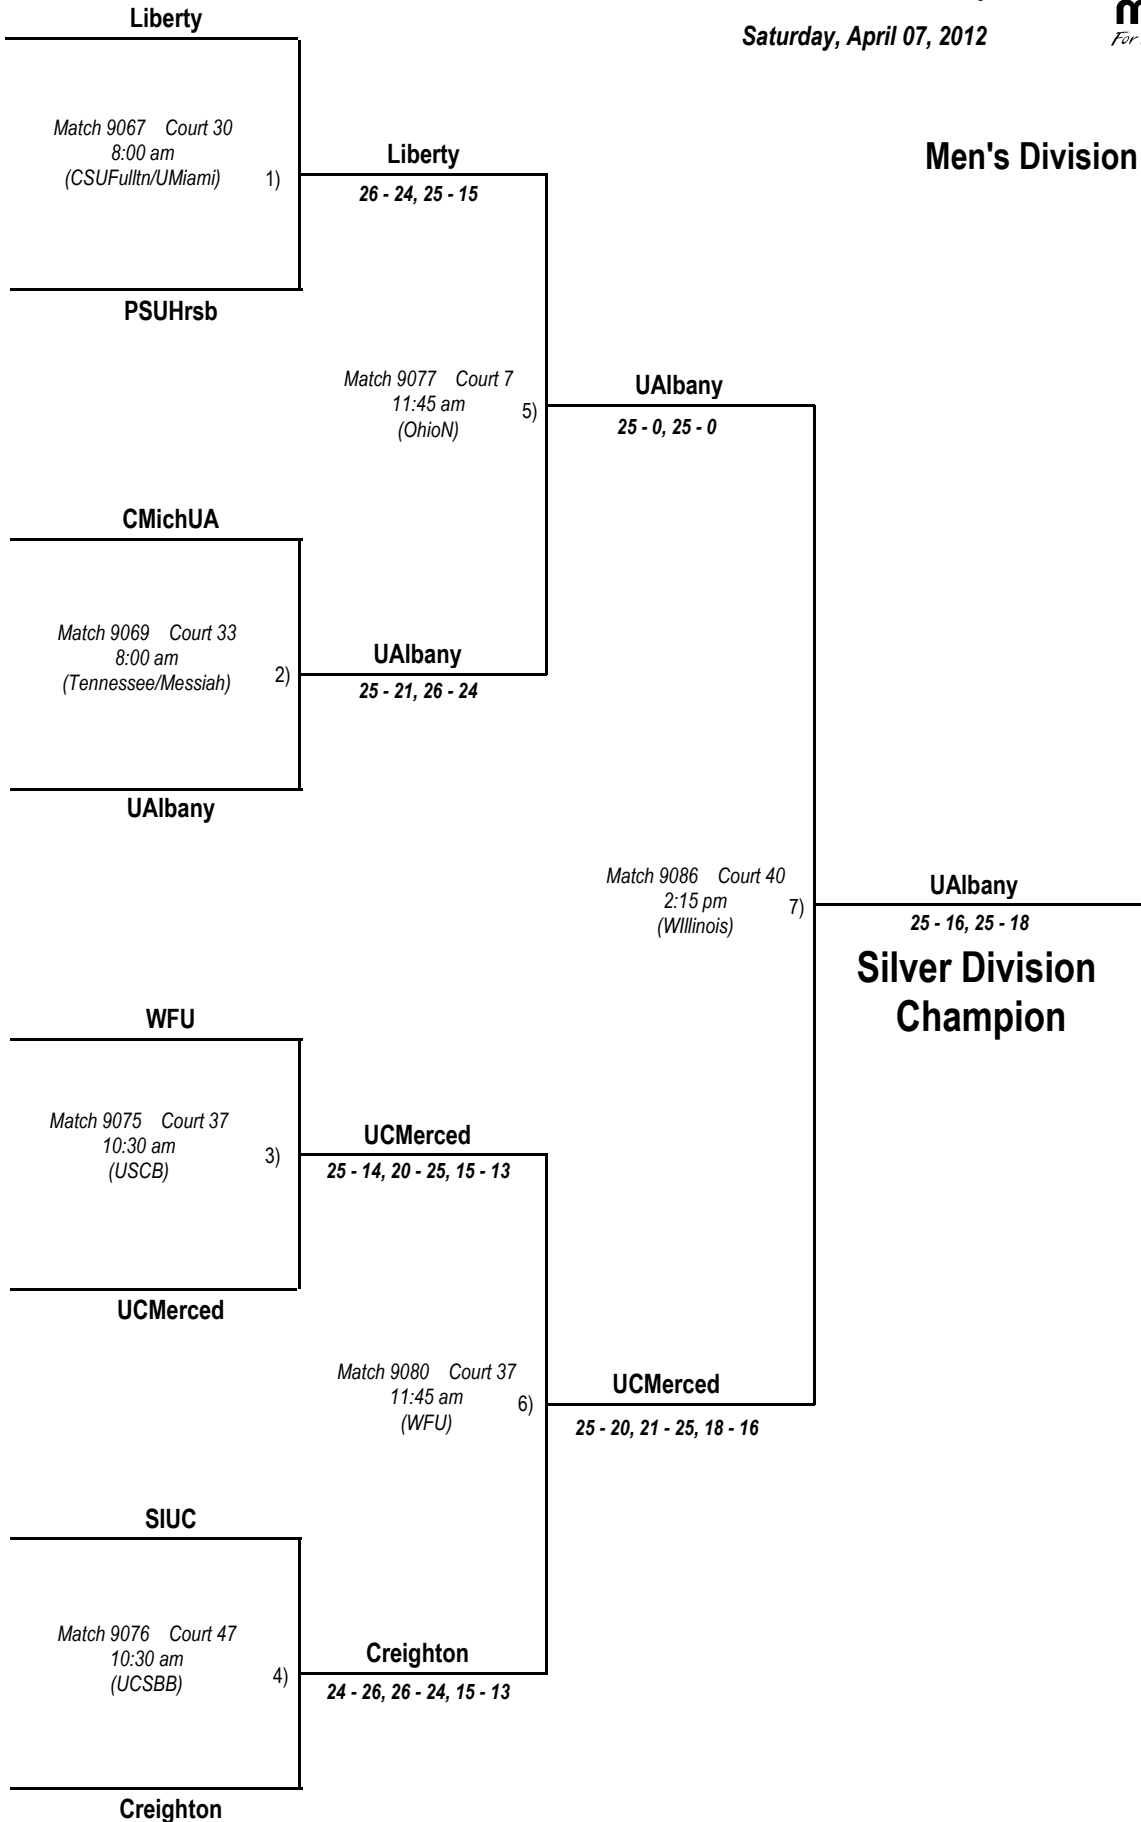 Liberty
Saturday, April 07, 2012
Match 9067 Court 30
8:00 am
(CSUFulltn/UMiami)
1)
Liberty
26 - 24, 25 - 15
Men's Division
PSUHrsb
Match 9077 Court 7
11:45 am
(OhioN)
5)
UAlbany
25 - 0, 25 - 0
CMichUA
Match 9069 Court 33
8:00 am
(Tennessee/Messiah)
2)
UAlbany
25 - 21, 26 - 24
UAlbany
Match 9086 Court 40
2:15 pm
(WIllinois)
7)
UAlbany
25 - 16, 25 - 18
Silver Division
Champion
WFU
Match 9075 Court 37
10:30 am
(USCB)
3)
UCMerced
25 - 14, 20 - 25, 15 - 13
UCMerced
Match 9080 Court 37
11:45 am
(WFU)
6)
UCMerced
25 - 20, 21 - 25, 18 - 16
SIUC
Match 9076 Court 47
10:30 am
(UCSBB)
4)
Creighton
24 - 26, 26 - 24, 15 - 13
Creighton